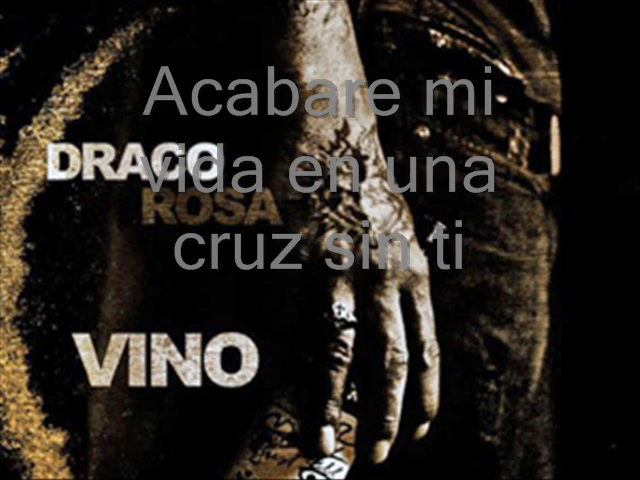 Acabare mi
vida en una
cruz sin ti
DRACO
ROSA
VINO